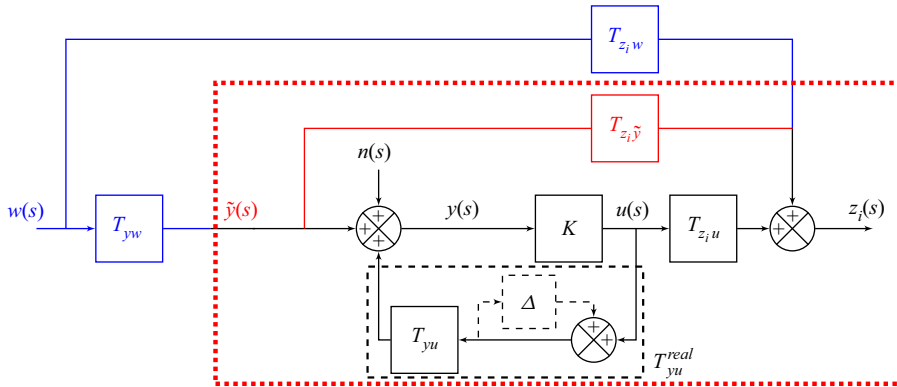 T_{z_i w}
T_{z_i ỹ}
n(s)
w(s) T_{yw} ỹ(s) + + + y(s) K u(s) T_{z_i u} + + z_i(s)
Δ + +
T_{yu}
T_{yu}^{real}